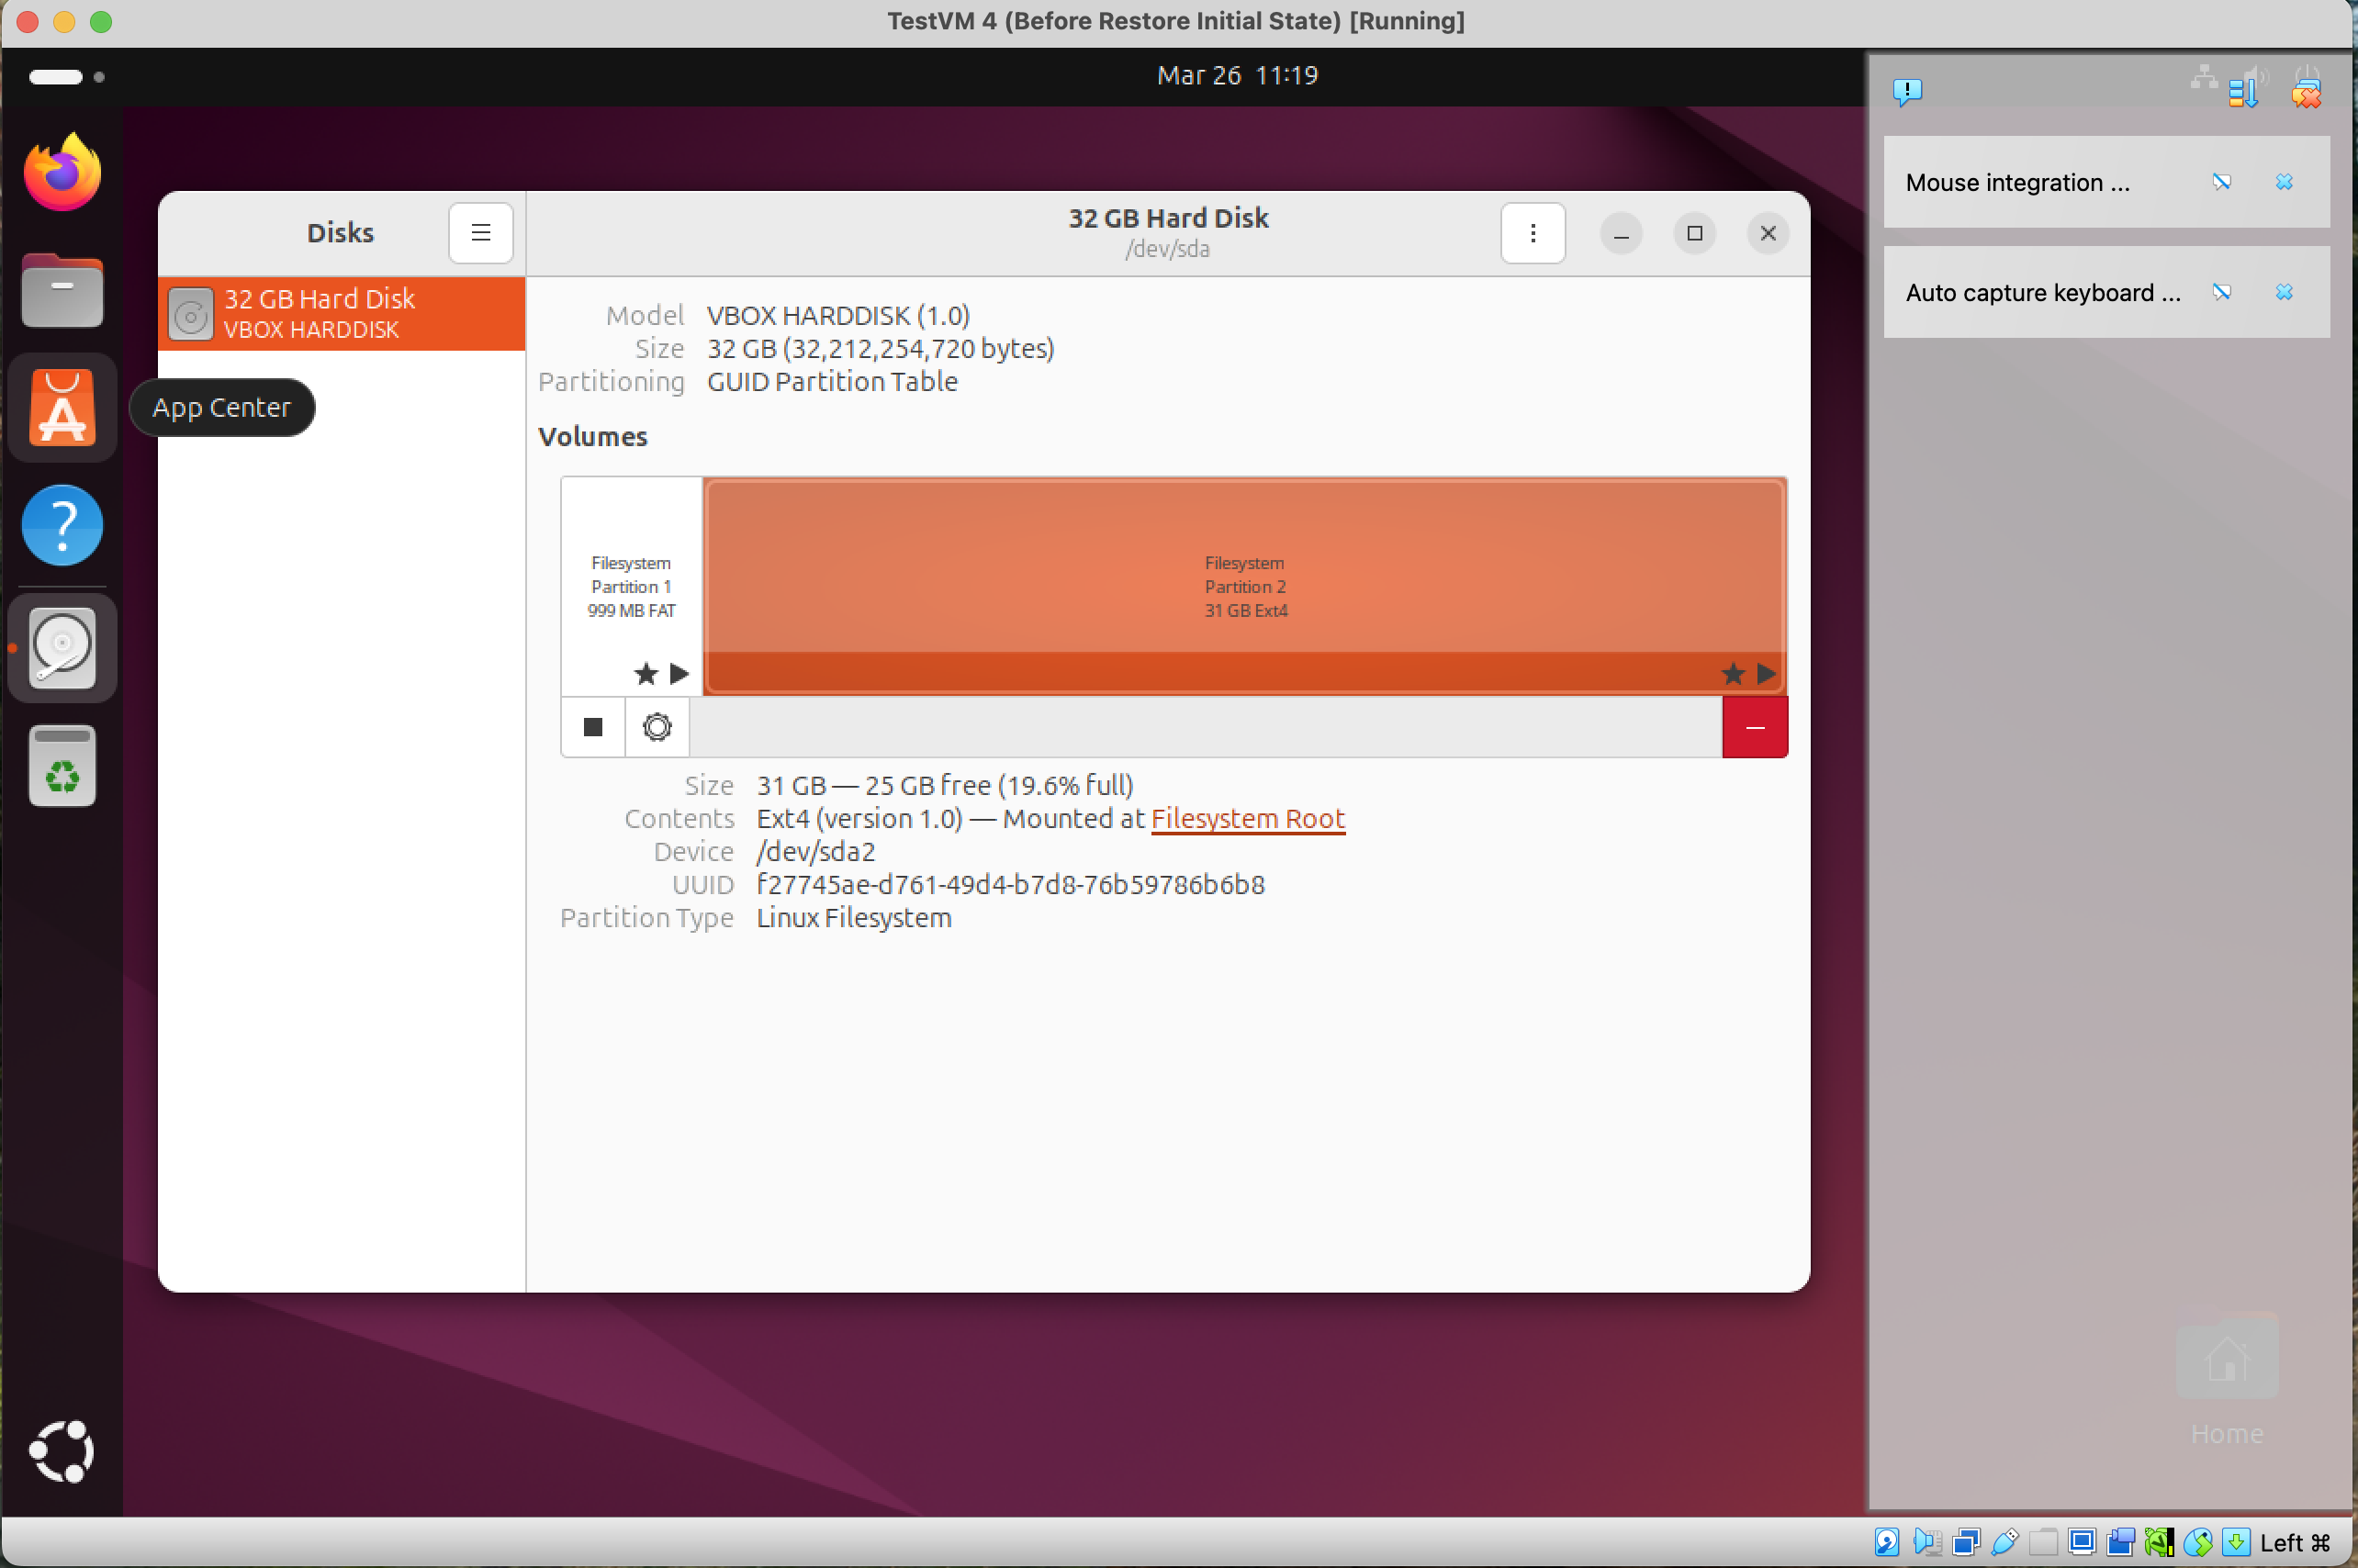 TestVM 4 (Before Restore Initial State) [Running]
Mar 26 11:19
Mouse integration ...
Auto capture keyboard ...
Disks
32 GB Hard Disk
/dev/sda
32 GB Hard Disk
VBOX HARDDISK
App Center
Model VBOX HARDDISK (1.0)
Size 32 GB (32,212,254,720 bytes)
Partitioning GUID Partition Table
Volumes
Filesystem
Partition 1
999 MB FAT
Filesystem
Partition 2
31 GB Ext4
Size 31 GB — 25 GB free (19.6% full)
Contents Ext4 (version 1.0) — Mounted at Filesystem Root
Device /dev/sda2
UUID f27745ae-d761-49d4-b7d8-76b59786b6b8
Partition Type Linux Filesystem
Home
Left ⌘